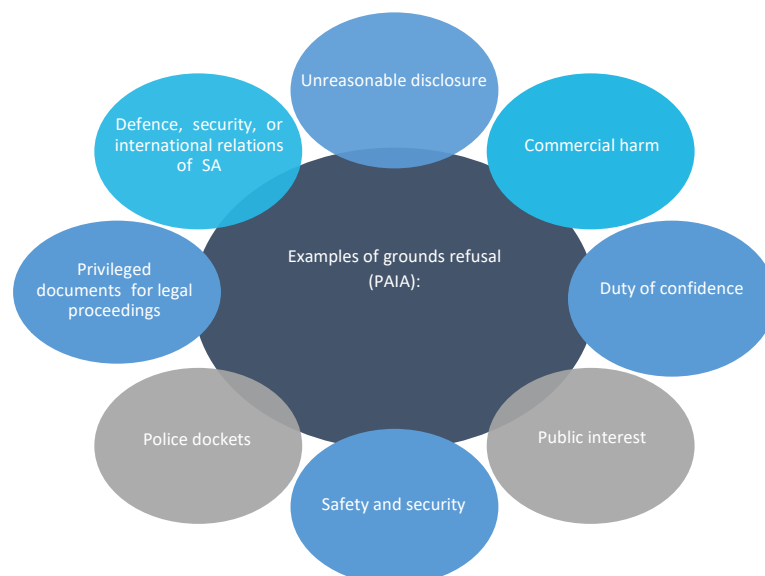 Unreasonable disclosure
Defence, security, or
international relations
of SA
Commercial harm
Examples of grounds refusal
(PAIA):
Privileged
documents for legal
proceedings
Duty of confidence
Police dockets
Public interest
Safety and security